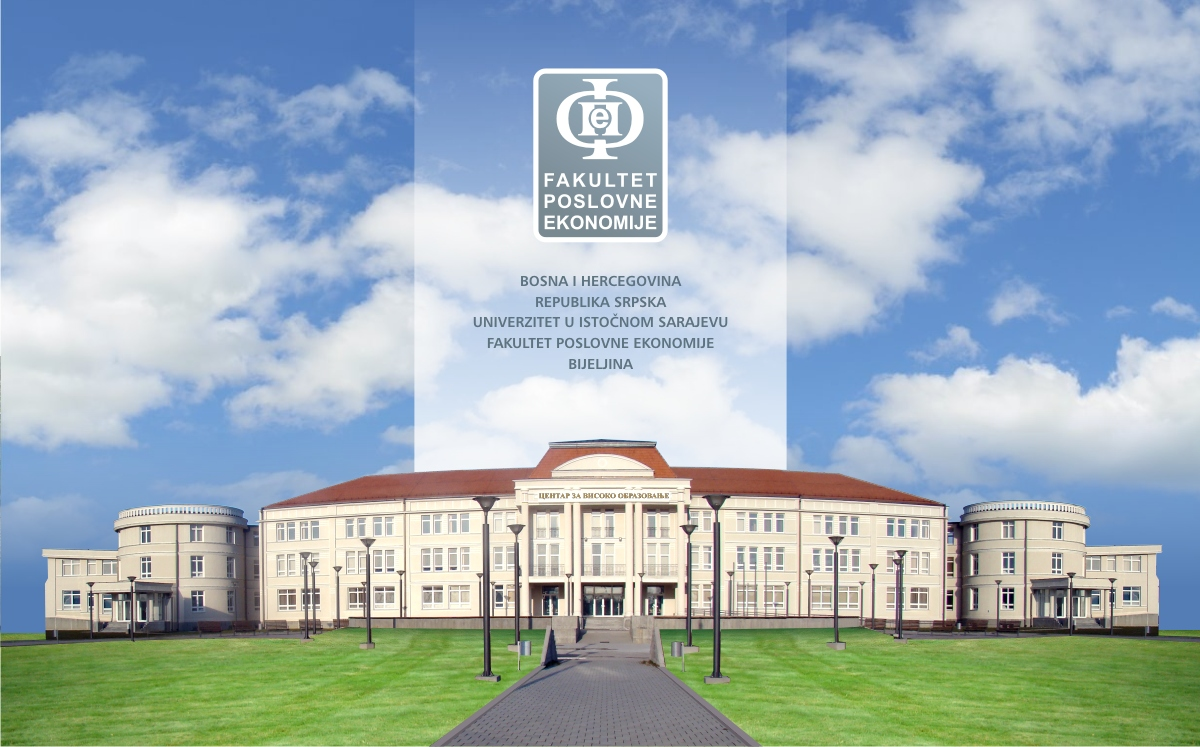 FAKULTET
POSLOVNE
EKONOMIJE
BOSNA I HERCEGOVINA
REPUBLIKA SRPSKA
UNIVERZITET U ISTOČNOM SARAJEVU
FAKULTET POSLOVNE EKONOMIJE
BIJELJINA
ЦЕНТАР ЗА ВИСОКО ОБРАЗОВАЊЕ